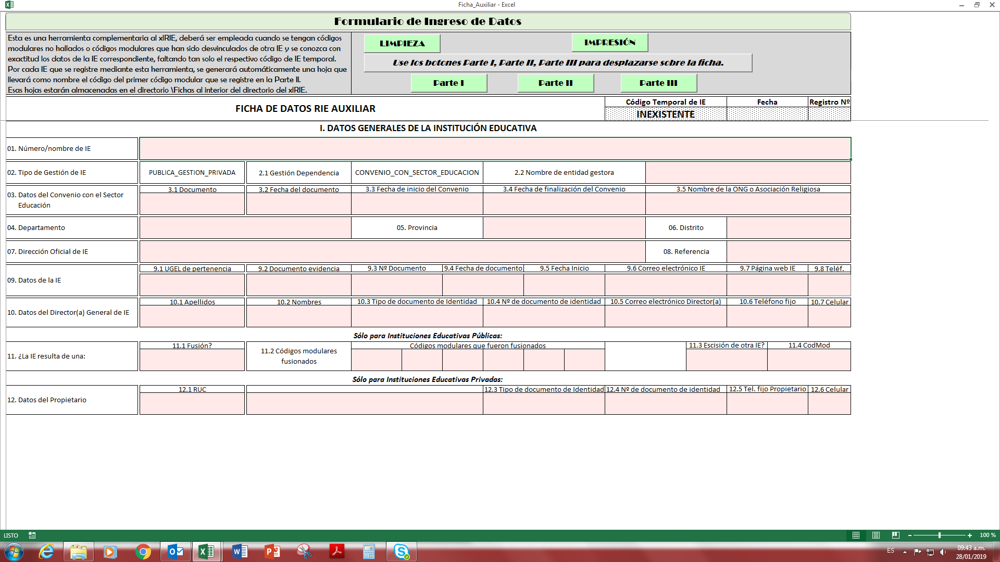 Ficha_Auxiliar - Excel
Formulario de Ingreso de Datos
Esta es una herramienta complementaria al xlRIE, deberá ser empleada cuando se tengan códigos
modulares no hallados o códigos modulares que han sido desvinculados de otra IE y se conozca con
exactitud los datos de la IE correspondiente, faltando tan solo el respectivo código de IE temporal.
Por cada IE que se registre mediante esta herramienta, se generará automáticamente una hoja que
llevará como nombre el código del primer código modular que se registre en la Parte II.
Esas hojas estarán almacenadas en el directorio \Fichas al interior del directorio del xlRIE.
LIMPIEZA
IMPRESIÓN
Use los botones Parte I, Parte II, Parte III para desplazarse sobre la ficha.
Parte I
Parte II
Parte III
FICHA DE DATOS RIE AUXILIAR
Código Temporal de IE
Fecha
Registro Nº
INEXISTENTE
I. DATOS GENERALES DE LA INSTITUCIÓN EDUCATIVA
01. Número/nombre de IE
02. Tipo de Gestión de IE
PUBLICA_GESTION_PRIVADA
2.1 Gestión Dependencia
CONVENIO_CON_SECTOR_EDUCACION
2.2 Nombre de entidad gestora
03. Datos del Convenio con el Sector
Educación
3.1 Documento
3.2 Fecha del documento
3.3 Fecha de inicio del Convenio
3.4 Fecha de finalización del Convenio
3.5 Nombre de la ONG o Asociación Religiosa
04. Departamento
05. Provincia
06. Distrito
07. Dirección Oficial de IE
08. Referencia
09. Datos de la IE
9.1 UGEL de pertenencia
9.2 Documento evidencia
9.3 Nº Documento
9.4 Fecha de documento
9.5 Fecha Inicio
9.6 Correo electrónico IE
9.7 Página web IE
9.8 Teléf.
10. Datos del Director(a) General de IE
10.1 Apellidos
10.2 Nombres
10.3 Tipo de documento de Identidad
10.4 Nº de documento de identidad
10.5 Correo electrónico Director(a)
10.6 Teléfono fijo
10.7 Celular
Sólo para Instituciones Educativas Públicas:
11. ¿La IE resulta de una:
11.1 Fusión?
11.2 Códigos modulares
fusionados
Códigos modulares que fueron fusionados
11.3 Escisión de otra IE?
11.4 CodMod
Sólo para Instituciones Educativas Privadas:
12. Datos del Propietario
12.1 RUC
12.3 Tipo de documento de Identidad
12.4 Nº de documento de identidad
12.5 Tel. fijo Propietario
12.6 Celular
LISTO
100 %
ES
09:43 a.m.
28/01/2019